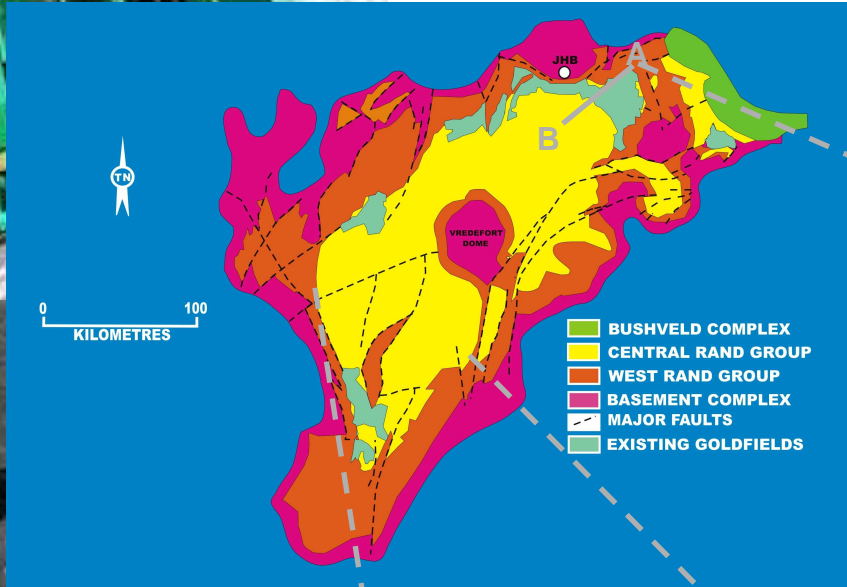 A
JHB
B
TN
VREDEFORT
DOME
0 100
KILOMETRES
BUSHVELD COMPLEX
CENTRAL RAND GROUP
WEST RAND GROUP
BASEMENT COMPLEX
MAJOR FAULTS
EXISTING GOLDFIELDS